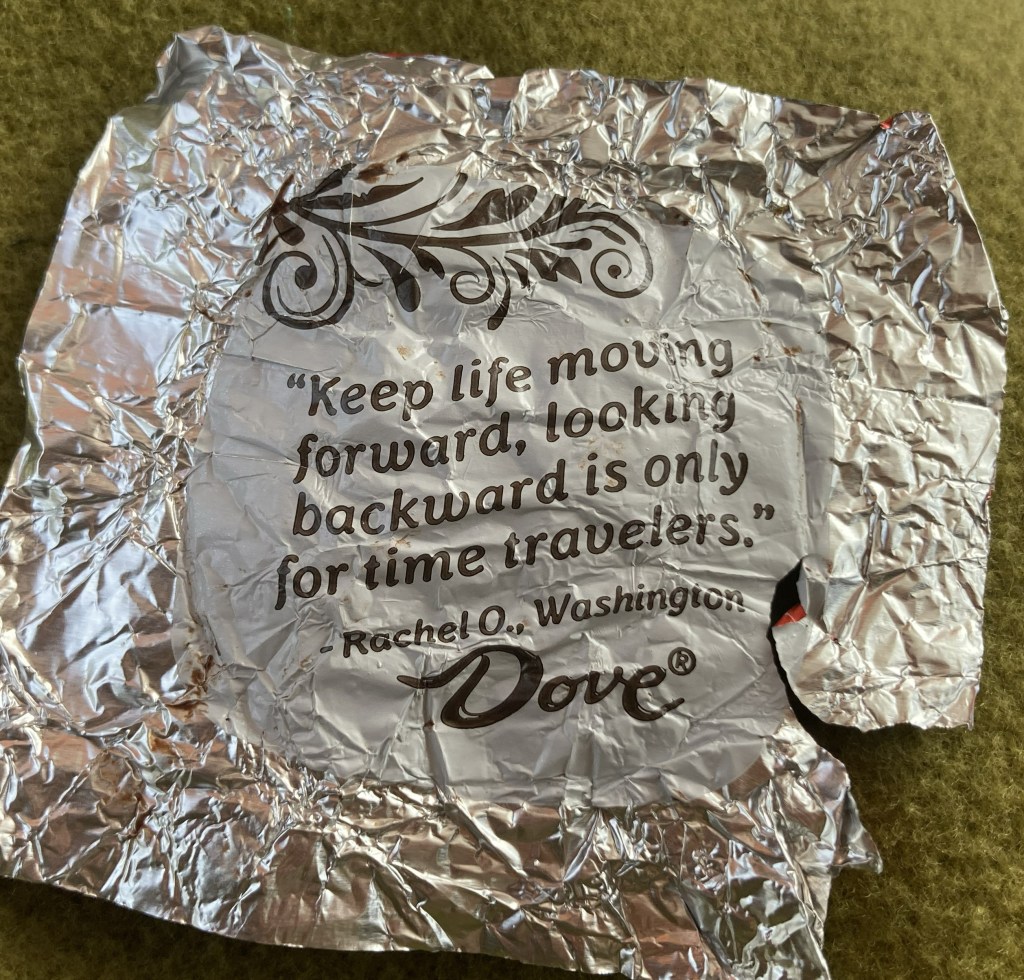 “Keep life moving
forward, looking
backward is only
for time travelers.”
- Rachel O., Washington
Dove®